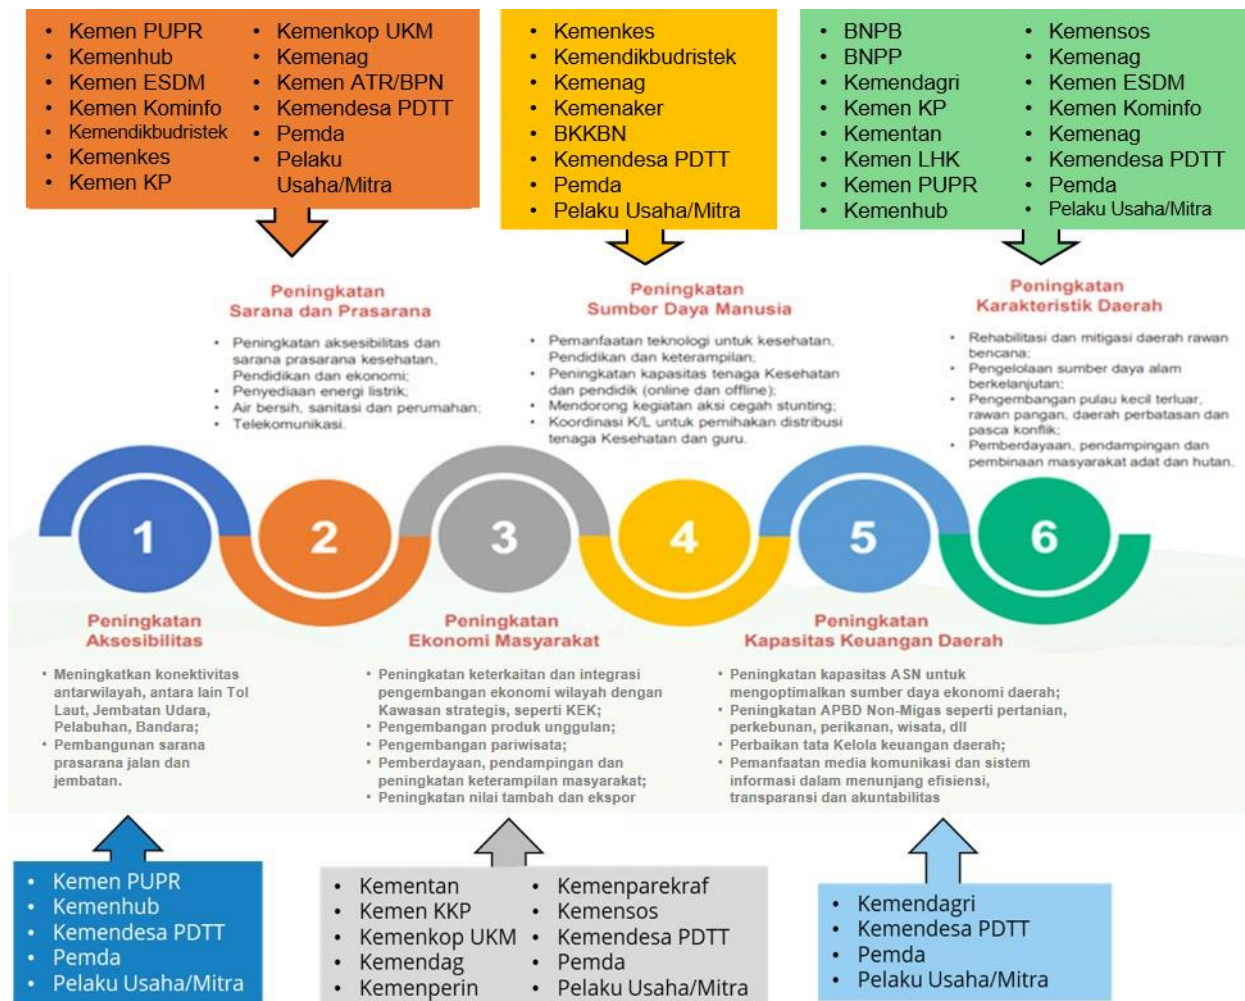 • Kemen PUPR
• Kemenhub
• Kemen ESDM
• Kemen Kominfo
• Kemendikbudristek
• Kemenkes
• Kemen KP
• Kemenkop UKM
• Kemenag
• Kemen ATR/BPN
• Kemendesa PDTT
• Pemda
• Pelaku
Usaha/Mitra
• Kemenkes
• Kemendikbudristek
• Kemenag
• Kemenaker
• BKKBN
• Kemendesa PDTT
• Pemda
• Pelaku Usaha/Mitra
• BNPB
• BNPP
• Kemendagri
• Kemen KP
• Kementan
• Kemen LHK
• Kemen PUPR
• Kemenhub
• Kemensos
• Kemenag
• Kemen ESDM
• Kemen Kominfo
• Kemenag
• Kemendesa PDTT
• Pemda
• Pelaku Usaha/Mitra
Peningkatan
Sarana dan Prasarana
• Peningkatan aksesibilitas dan
sarana prasarana kesehatan,
Pendidikan dan ekonomi;
• Penyediaan energi listrik;
• Air bersih, sanitasi dan perumahan;
• Telekomunikasi.
Peningkatan
Sumber Daya Manusia
• Pemanfaatan teknologi untuk kesehatan,
Pendidikan dan keterampilan;
• Peningkatan kapasitas tenaga Kesehatan
dan pendidik (online dan offline);
• Mendorong kegiatan aksi cegah stunting;
• Koordinasi K/L untuk pemihakan distribusi
tenaga Kesehatan dan guru.
Peningkatan
Karakteristik Daerah
• Rehabilitasi dan mitigasi daerah rawan
bencana;
• Pengelolaan sumber daya alam
berkelanjutan;
• Pengembangan pulau kecil terluar,
rawan pangan, daerah perbatasan dan
pasca konflik;
• Pemberdayaan, pendampingan dan
pembinaan masyarakat adat dan hutan.
1
2
3
4
5
6
Peningkatan
Aksesibilitas
• Meningkatkan konektivitas
antarwilayah, antara lain Tol
Laut, Jembatan Udara,
Pelabuhan, Bandara;
• Pembangunan sarana
prasarana jalan dan
jembatan.
Peningkatan
Ekonomi Masyarakat
• Peningkatan keterkaitan dan integrasi
pengembangan ekonomi wilayah dengan
Kawasan strategis, seperti KEK;
• Pengembangan produk unggulan;
• Pengembangan pariwisata;
• Pemberdayaan, pendampingan dan
peningkatan keterampilan masyarakat;
• Peningkatan nilai tambah dan ekspor
Peningkatan
Kapasitas Keuangan Daerah
• Peningkatan kapasitas ASN untuk
mengoptimalkan sumber daya ekonomi daerah;
• Peningkatan APBD Non-Migas seperti pertanian,
perkebunan, perikanan, wisata, dll
• Perbaikan tata Kelola keuangan daerah;
• Pemanfaatan media komunikasi dan sistem
informasi dalam menunjang efisiensi,
transparansi dan akuntabilitas
• Kemen PUPR
• Kemenhub
• Kemendesa PDTT
• Pemda
• Pelaku Usaha/Mitra
• Kementan
• Kemen KKP
• Kemenkop UKM
• Kemendag
• Kemenperin
• Kemenparekraf
• Kemensos
• Kemendesa PDTT
• Pemda
• Pelaku Usaha/Mitra
• Kemendagri
• Kemendesa PDTT
• Pemda
• Pelaku Usaha/Mitra